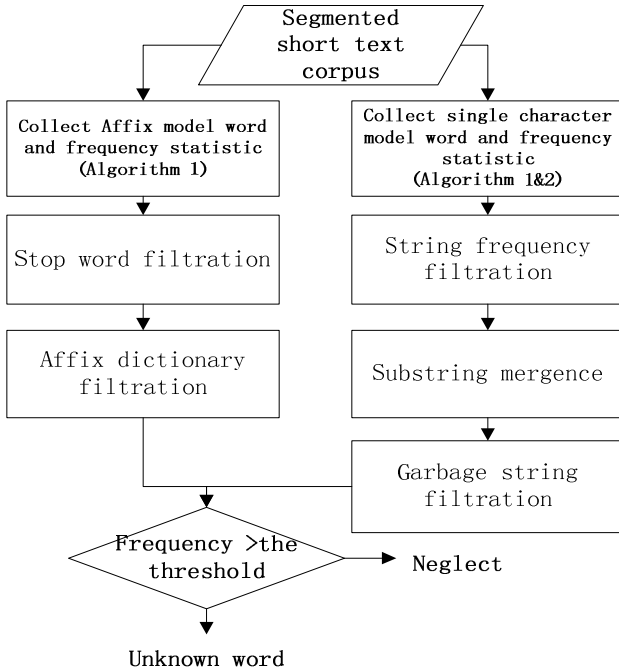 Segmented
short text
corpus
Collect Affix model word
and frequency statistic
(Algorithm 1)
Collect single character
model word and frequency
statistic
(Algorithm 1&2)
Stop word filtration
String frequency
filtration
Affix dictionary
filtration
Substring mergence
Garbage string
filtration
Frequency >the
threshold
Neglect
Unknown word